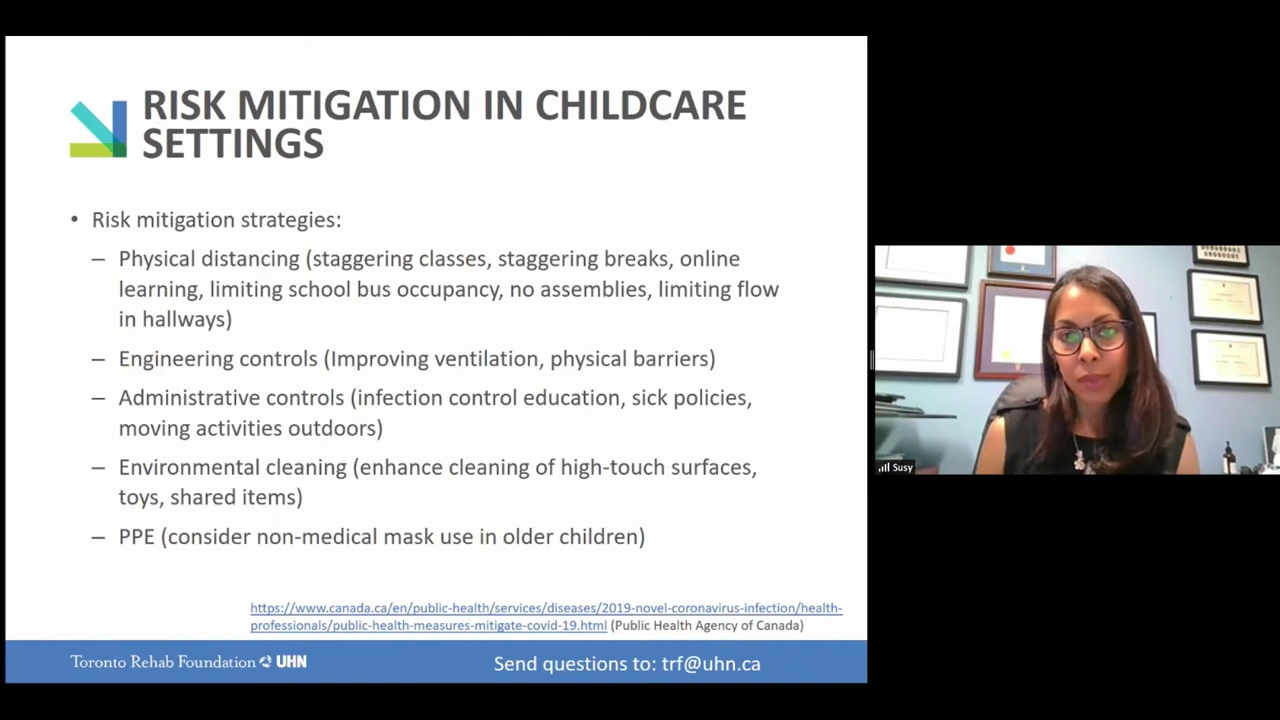 RISK MITIGATION IN CHILDCARE
SETTINGS
• Risk mitigation strategies:
– Physical distancing (staggering classes, staggering breaks, online
learning, limiting school bus occupancy, no assemblies, limiting flow
in hallways)
– Engineering controls (Improving ventilation, physical barriers)
– Administrative controls (infection control education, sick policies,
moving activities outdoors)
– Environmental cleaning (enhance cleaning of high-touch surfaces,
toys, shared items)
– PPE (consider non-medical mask use in older children)
https://www.canada.ca/en/public-health/services/diseases/2019-novel-coronavirus-infection/health-
professionals/public-health-measures-mitigate-covid-19.html (Public Health Agency of Canada)
Toronto Rehab Foundation UHN
Send questions to: trf@uhn.ca
Susy